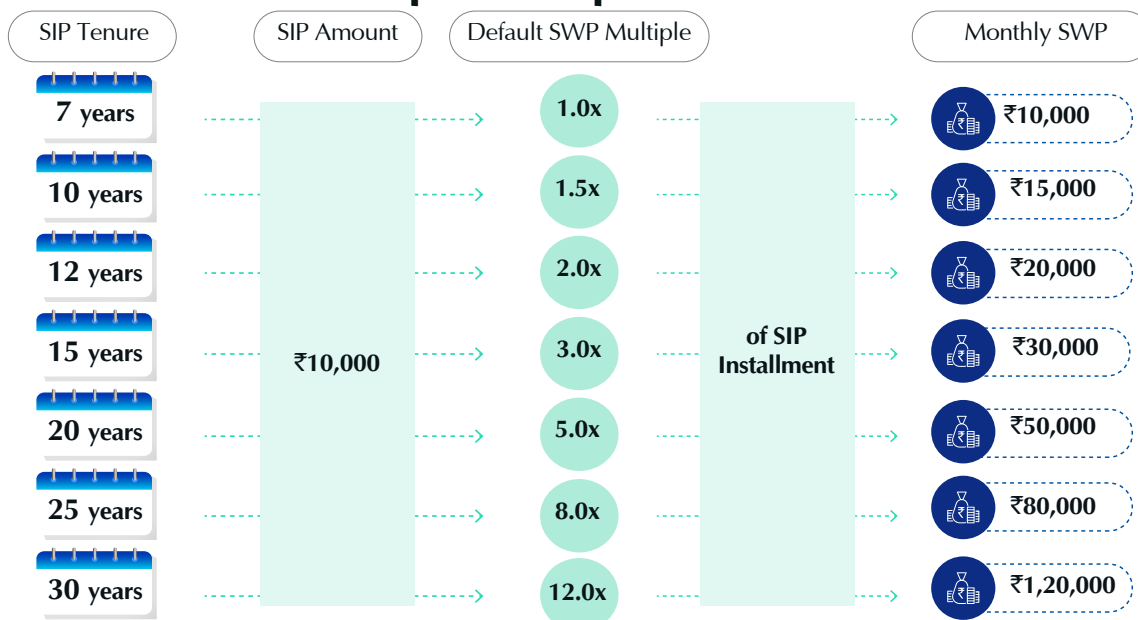 SIP Tenure SIP Amount Default SWP Multiple Monthly SWP
7 years 1.0x ₹10,000
10 years 1.5x ₹15,000
12 years 2.0x ₹20,000
15 years ₹10,000 3.0x of SIP Installment ₹30,000
20 years 5.0x ₹50,000
25 years 8.0x ₹80,000
30 years 12.0x ₹1,20,000